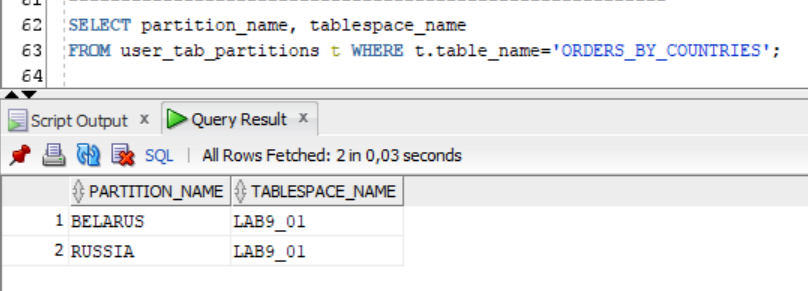 61
62 SELECT partition_name, tablespace_name
63 FROM user_tab_partitions t WHERE t.table_name='ORDERS_BY_COUNTRIES';
64
Script Output x Query Result x
SQL | All Rows Fetched: 2 in 0,03 seconds
PARTITION_NAME TABLESPACE_NAME
1 BELARUS LAB9_01
2 RUSSIA LAB9_01